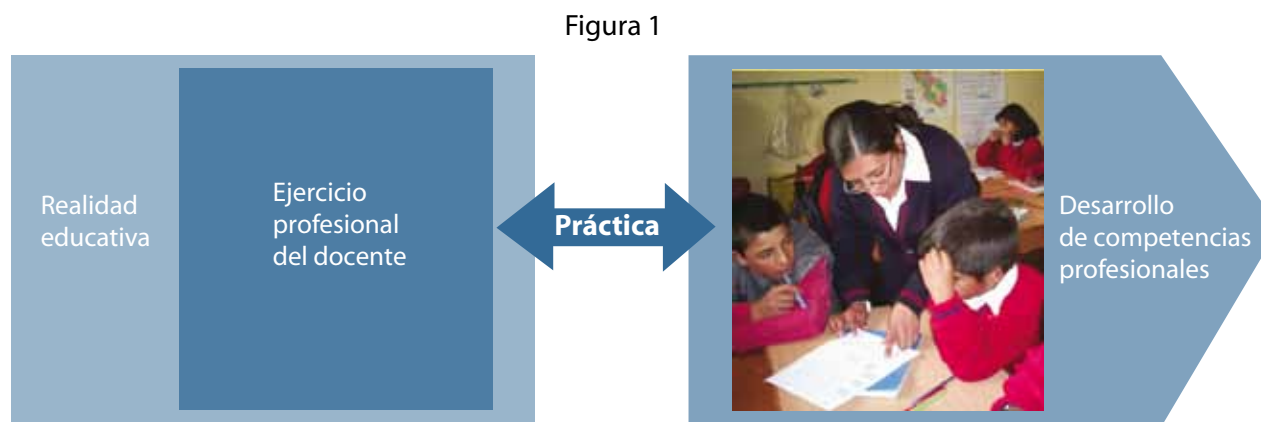 Figura 1
Realidad
educativa
Ejercicio
profesional
del docente
Práctica
Desarrollo
de competencias
profesionales